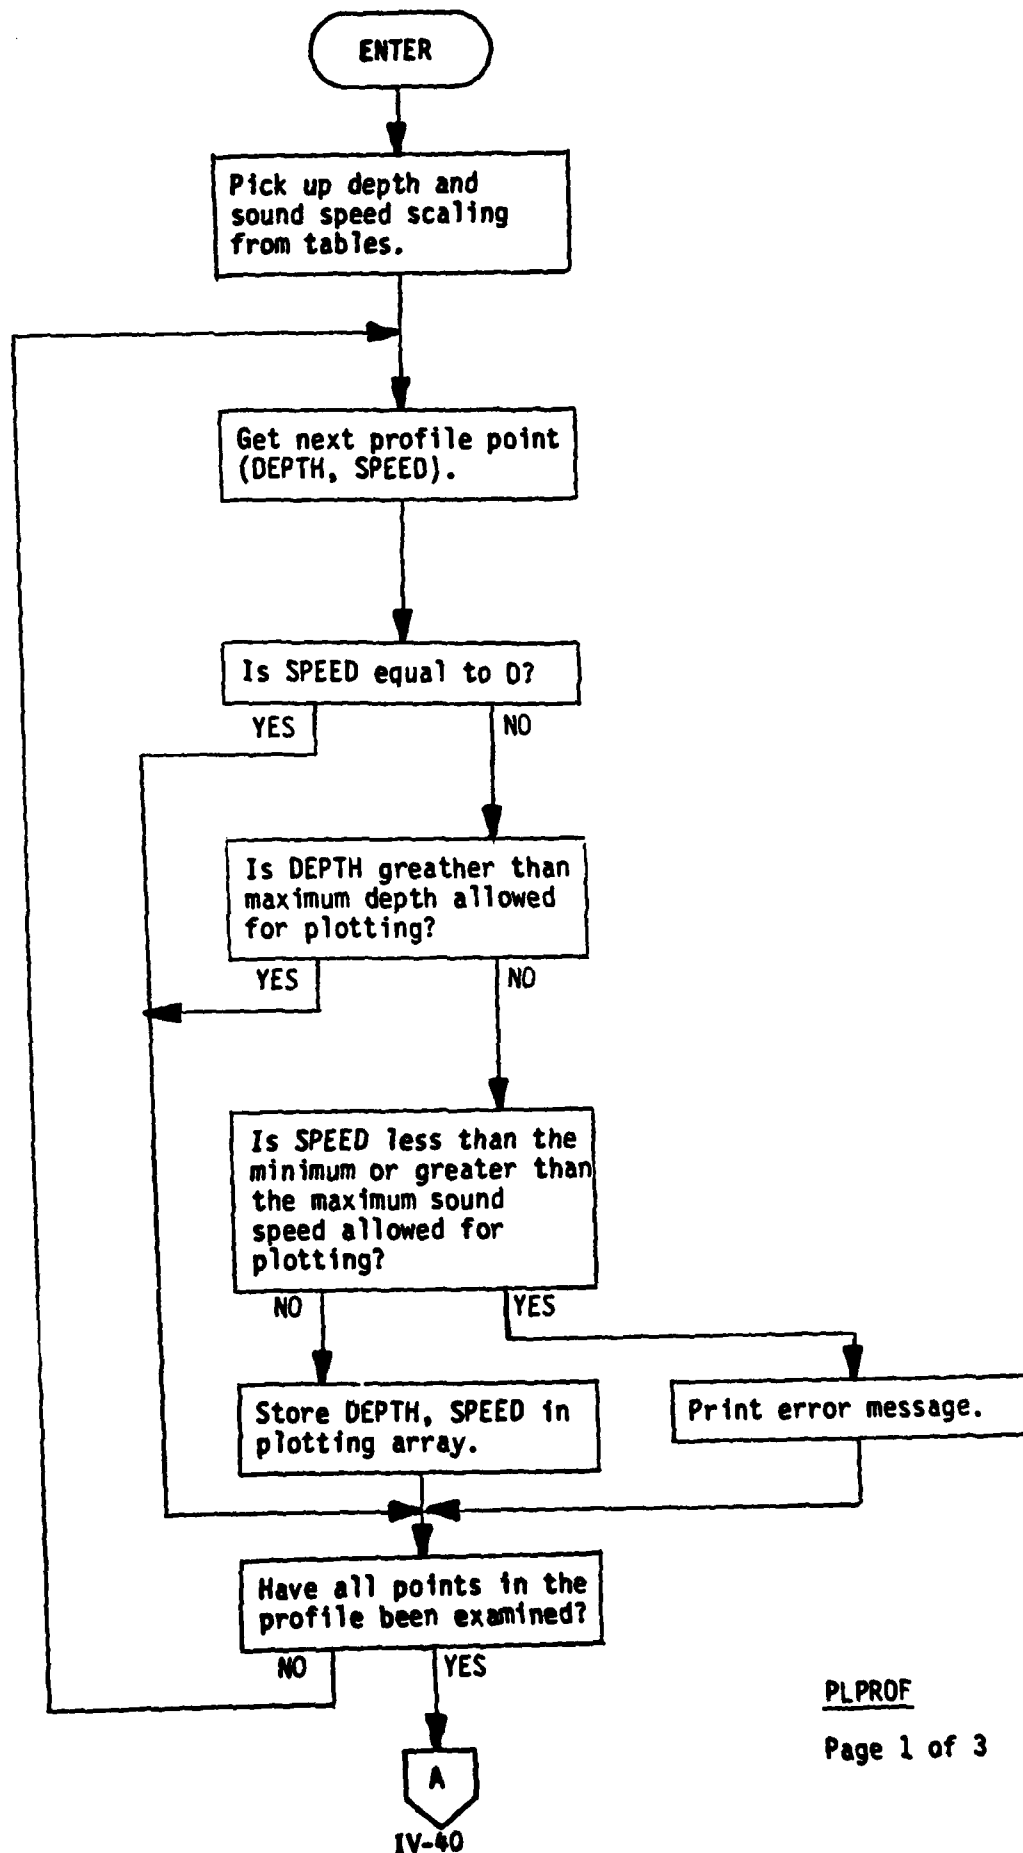 ENTER
Pick up depth and
sound speed scaling
from tables.
Get next profile point
(DEPTH, SPEED).
Is SPEED equal to 0?
YES
NO
Is DEPTH greather than
maximum depth allowed
for plotting?
YES
NO
Is SPEED less than the
minimum or greater than
the maximum sound
speed allowed for
plotting?
NO
YES
Store DEPTH, SPEED in
plotting array.
Print error message.
Have all points in the
profile been examined?
NO
YES
PLPROF
Page 1 of 3
A
IV-40